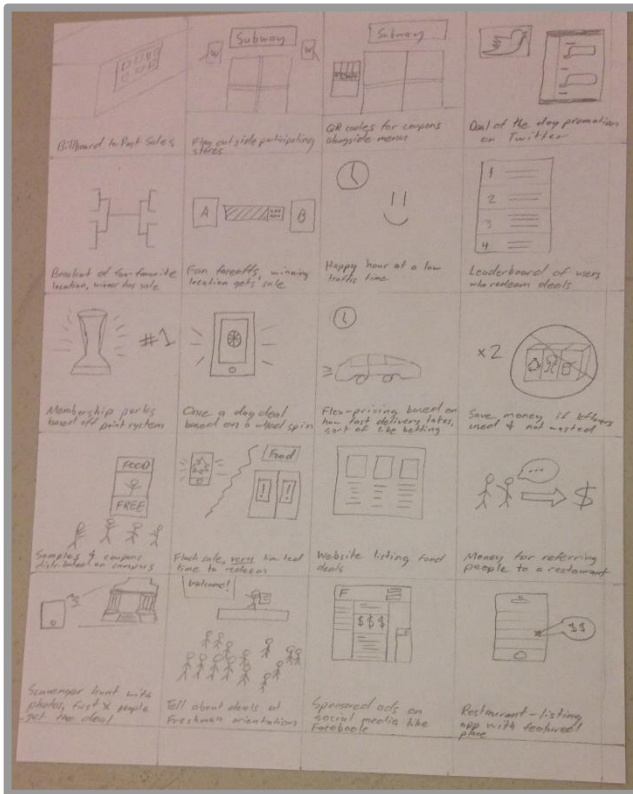 Billboard to Post Sales
W
Subway
W
Flag outside participating
stores
Subway
QR codes for coupons
alongside menus
Deal of the day promotion
on Twitter
Bracket of fan-favorite
location, winner has sale
A
B
Fan faceoffs, winning
location gets sale
Happy hour at a low
traffic time
1
2
3
4
Leaderboard of users
who redeem deals
#1
Membership perks
based off point system
Once a day deal
based on a wheel spin
Flex-pricing based on
how fast delivery takes,
sort of like betting
x2
Save money if leftovers
used & not wasted
FOOD
FREE
Samples & coupons
distributed on campus
Food
! !
Flash sale, very limited
time to redeem
Website listing food
deals
...
$
Money for referring
people to a restaurant
Scavenger hunt with
photos, first X people
get the deal
Welcome!
Tell about deals at
Freshman orientation
F
$$$
Sponsored ads on
social media like
Facebook
$$
Restaurant-listing
app with featured
place